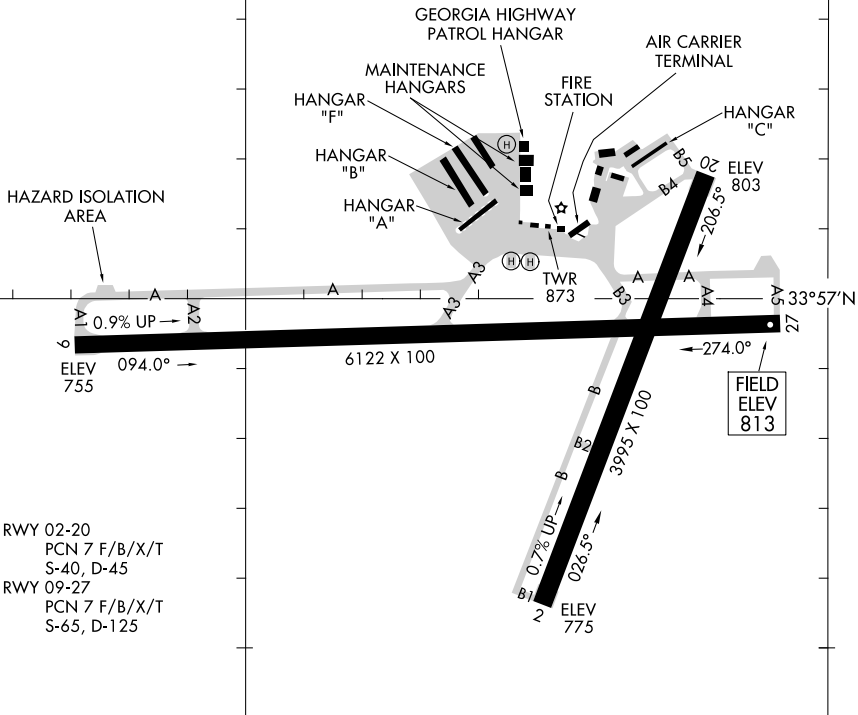 GEORGIA HIGHWAY
PATROL HANGAR
AIR CARRIER
TERMINAL
MAINTENANCE
HANGARS
FIRE
STATION
HANGAR
"F"
HANGAR
"C"
H
HANGAR
"B"
B5
20
ELEV
803
B4
HAZARD ISOLATION
AREA
HANGAR
"A"
206.5°
H
H
TWR
873
A3
A
A
A3
B3
A
A
A4
A5
33°57'N
A1
0.9% UP
A2
9
27
ELEV
755
094.0°
6122 X 100
274.0°
FIELD
ELEV
813
B
3995 X 100
B2
B
0.7% UP
026.5°
B1
2
ELEV
775
RWY 02-20
PCN 7 F/B/X/T
S-40, D-45
RWY 09-27
PCN 7 F/B/X/T
S-65, D-125